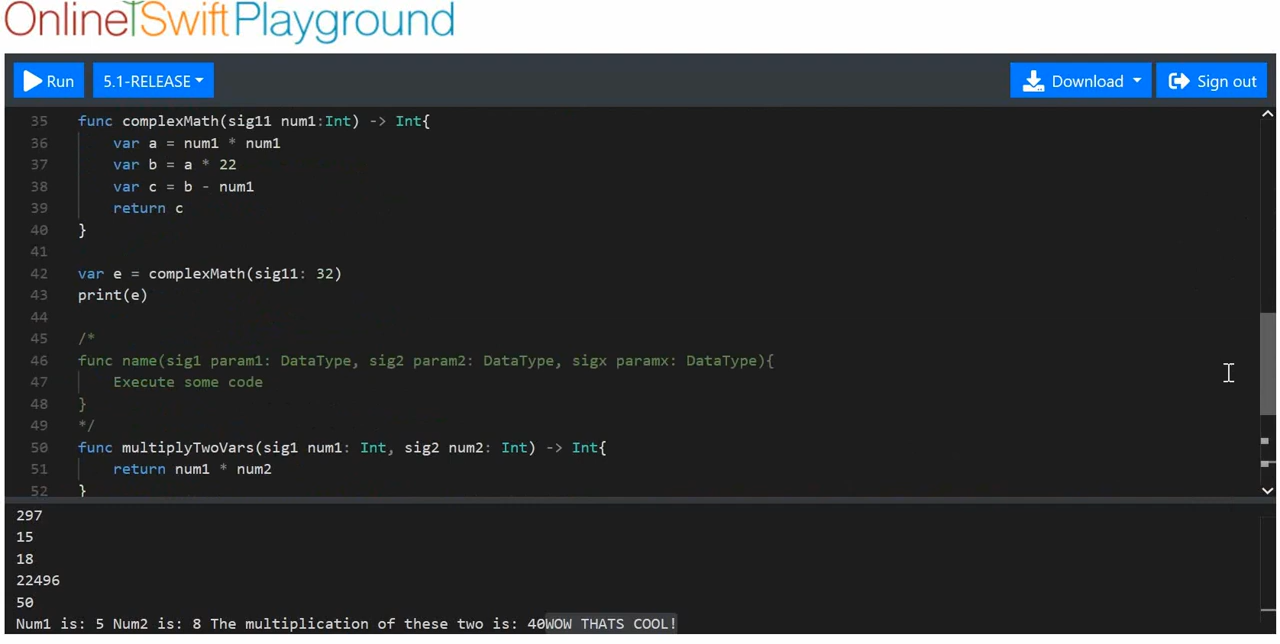 Online Swift Playground
Run 5.1-RELEASE Download Sign out
35 func complexMath(sig11 num1:Int) -> Int{
36 var a = num1 * num1
37 var b = a * 22
38 var c = b - num1
39 return c
40 }
41
42 var e = complexMath(sig11: 32)
43 print(e)
44
45 /*
46 func name(sig1 param1: DataType, sig2 param2: DataType, sigx paramx: DataType){
47 Execute some code
48 }
49 */
50 func multiplyTwoVars(sig1 num1: Int, sig2 num2: Int) -> Int{
51 return num1 * num2
52 }
297
15
18
22496
50
Num1 is: 5 Num2 is: 8 The multiplication of these two is: 40WOW THATS COOL!